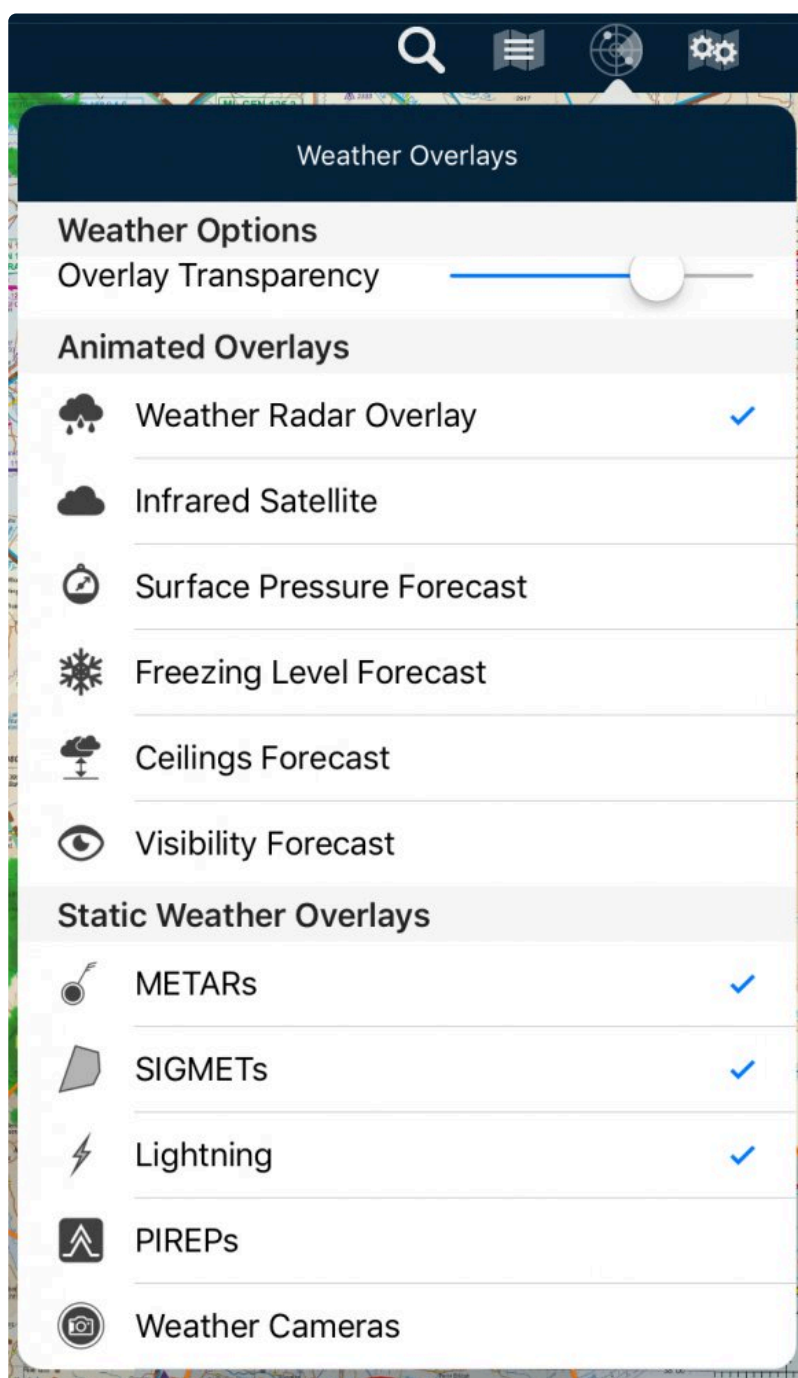 Weather Overlays
Weather Options
Overlay Transparency
Animated Overlays
Weather Radar Overlay
Infrared Satellite
Surface Pressure Forecast
Freezing Level Forecast
Ceilings Forecast
Visibility Forecast
Static Weather Overlays
METARs
SIGMETs
Lightning
PIREPs
Weather Cameras